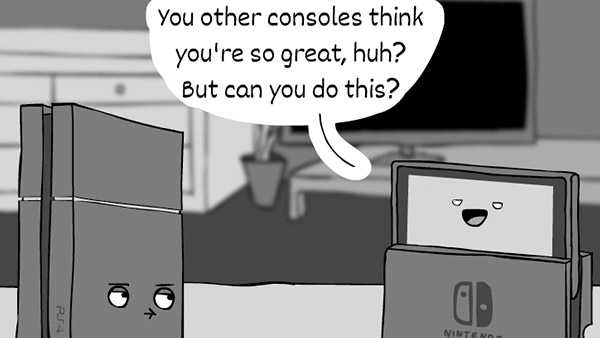 You other consoles think
you're so great, huh?
But can you do this?
PS4
NINTENDO